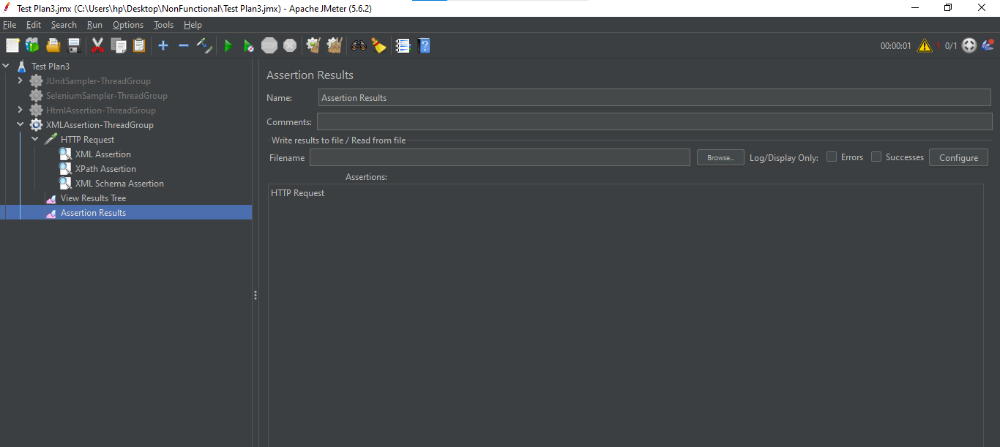 Test Plan3.jmx (C:\Users\hp\Desktop\NonFunctional\Test Plan3.jmx) - Apache JMeter (5.6.2)
File Edit Search Run Options Tools Help
STOP 00:00:01 1 0/1
Test Plan3
JUnitSampler-ThreadGroup
SeleniumSampler-ThreadGroup
HtmlAssertion-ThreadGroup
XMLAssertion-ThreadGroup
HTTP Request
XML Assertion
XPath Assertion
XML Schema Assertion
View Results Tree
Assertion Results
Assertion Results
Name: Assertion Results
Comments:
Write results to file / Read from file
Filename Browse... Log/Display Only: Errors Successes Configure
Assertions:
HTTP Request